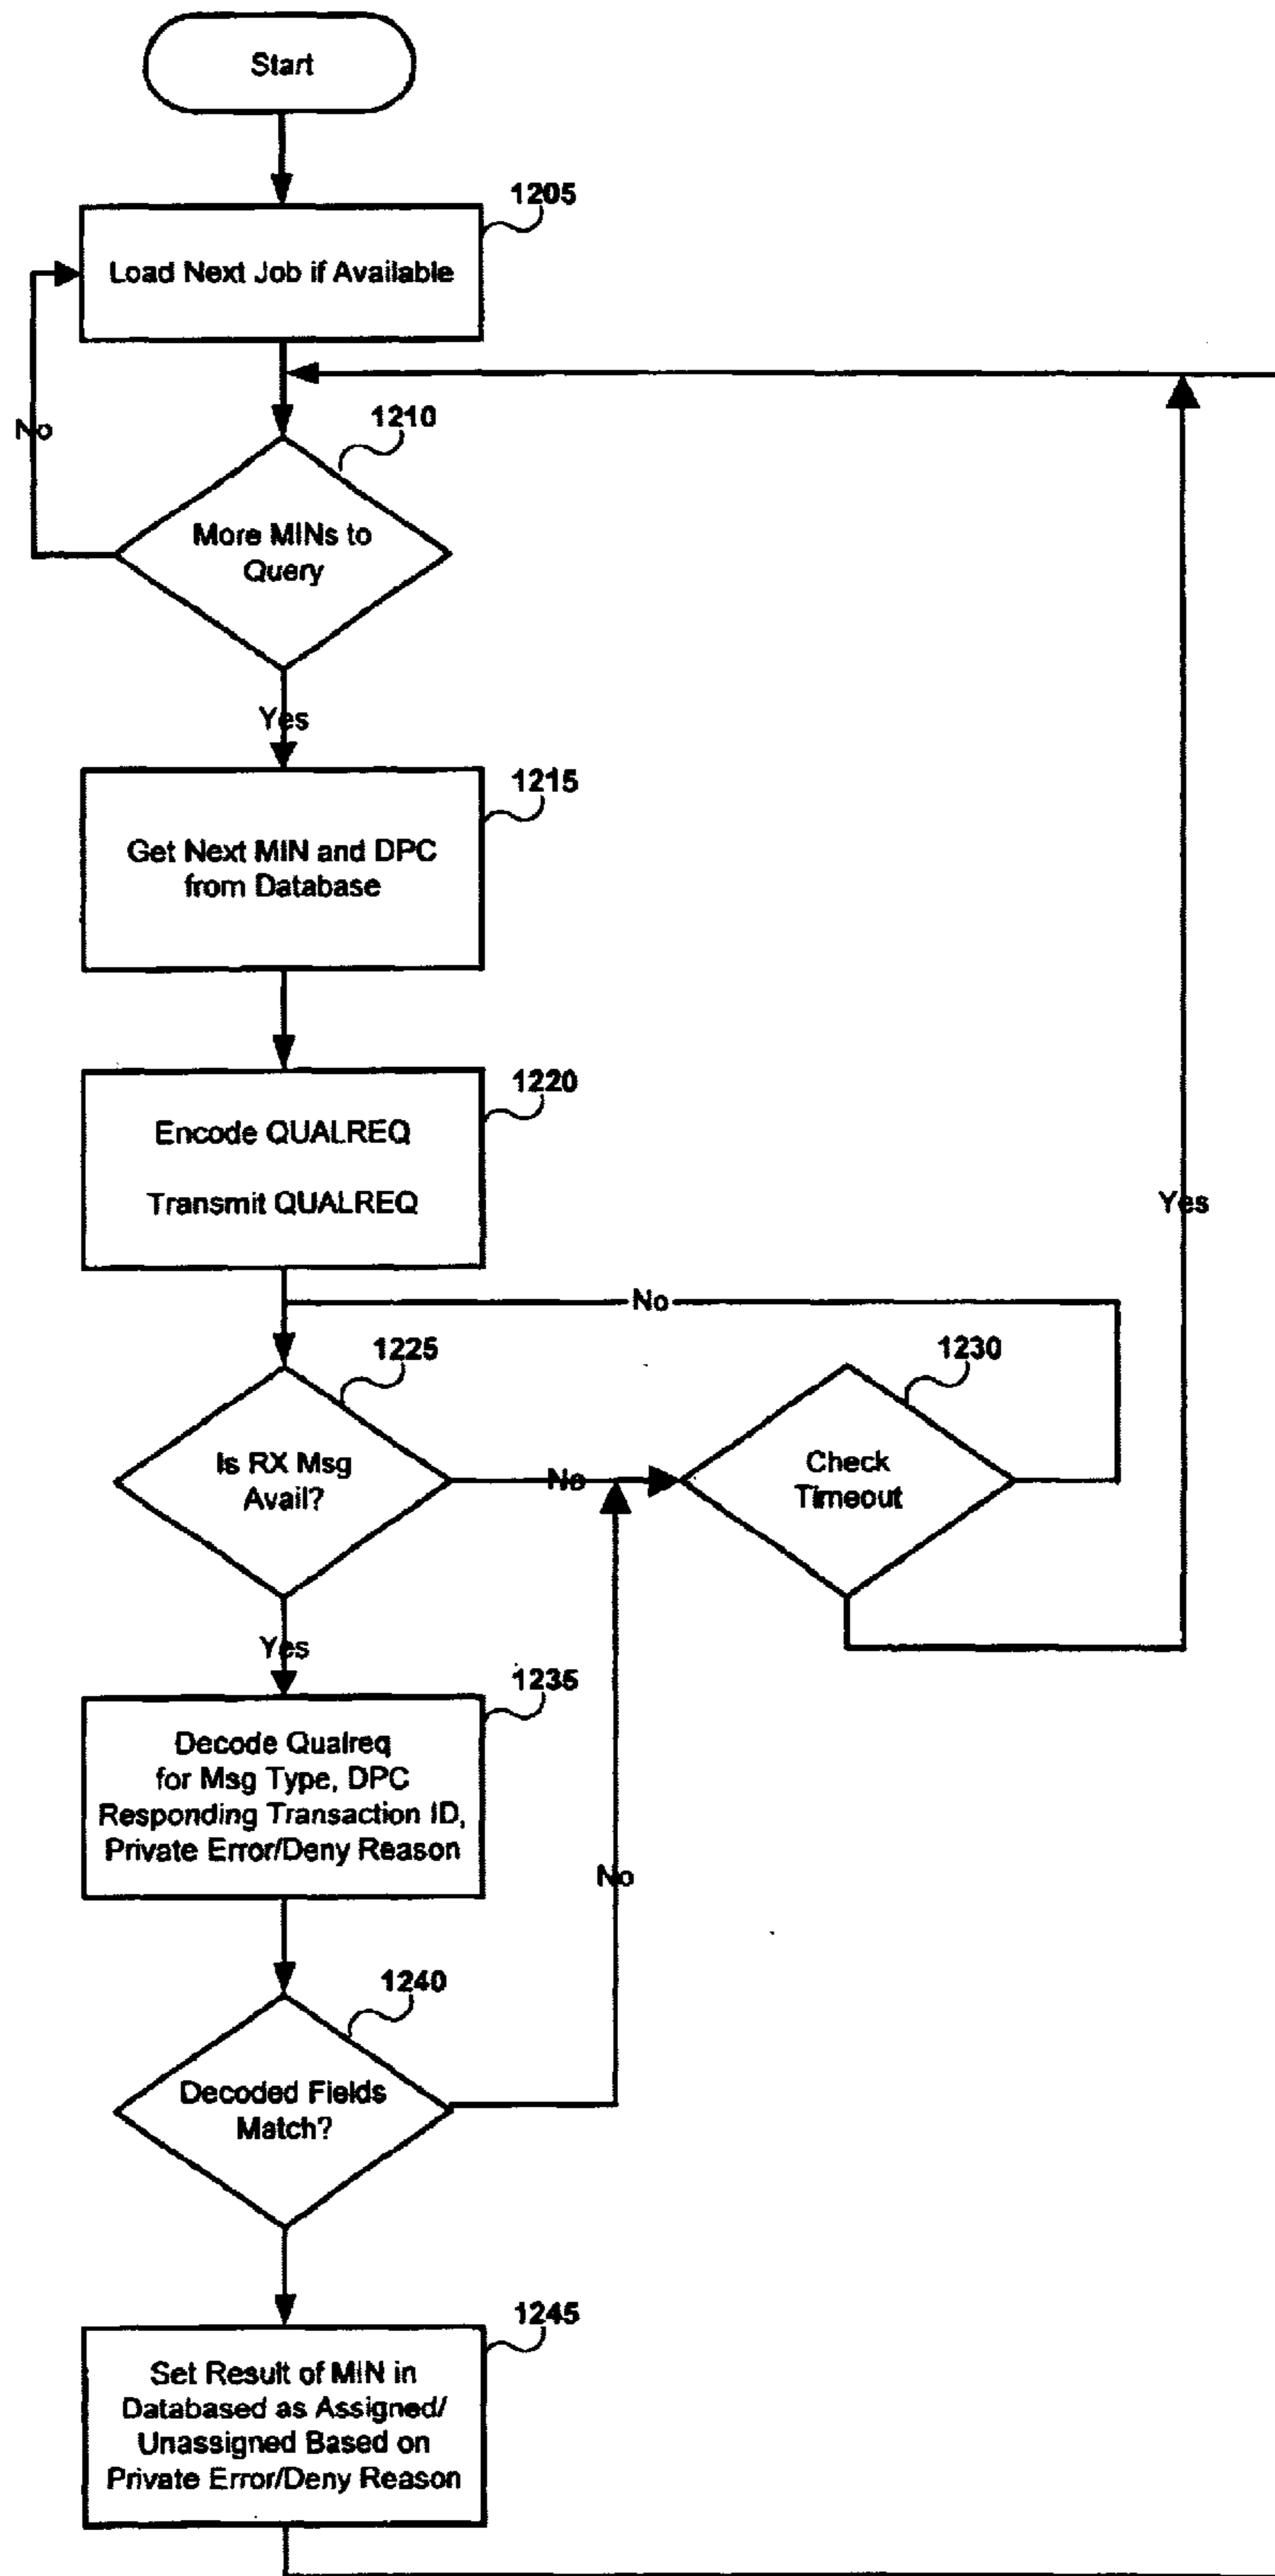 Start
1205
Load Next Job if Available
No
1210
More MINs to
Query
Yes
1215
Get Next MIN and DPC
from Database
1220
Encode QUALREQ
Transmit QUALREQ
Yes
No
1225
1230
Is RX Msg
Avail?
No
Check
Timeout
Yes
1235
Decode Qualreq
for Msg Type, DPC
Responding Transaction ID,
Private Error/Deny Reason
No
1240
Decoded Fields
Match?
1245
Set Result of MIN in
Databased as Assigned/
Unassigned Based on
Private Error/Deny Reason